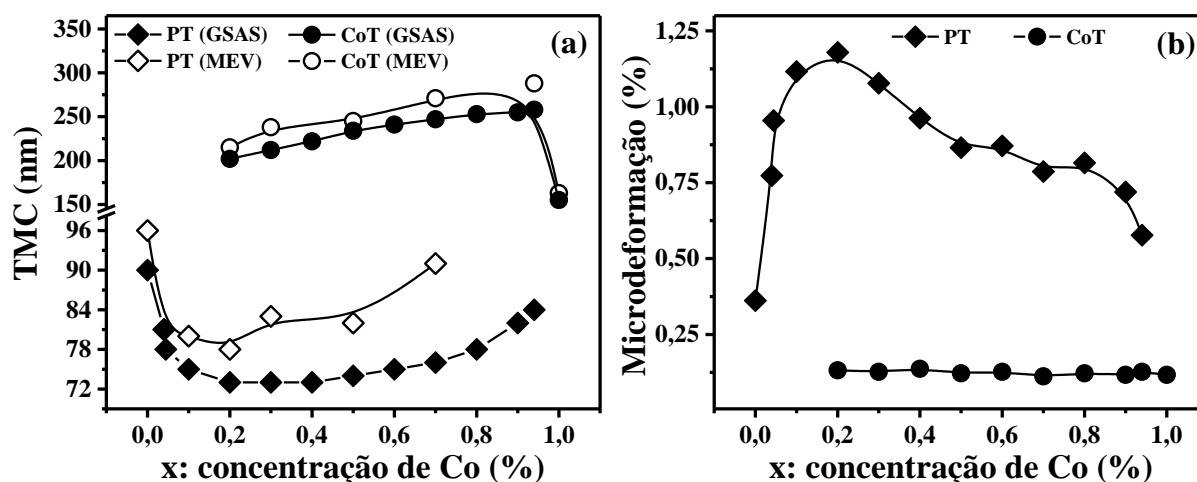 PT (GSAS) CoT (GSAS)
PT (MEV) CoT (MEV)
(a)
350
300
250
200
150
96
90
84
78
72
TMC (nm)
0,0 0,2 0,4 0,6 0,8 1,0
x: concentração de Co (%)
PT CoT
(b)
1,25
1,00
0,75
0,50
0,25
Microdeformação (%)
0,0 0,2 0,4 0,6 0,8 1,0
x: concentração de Co (%)